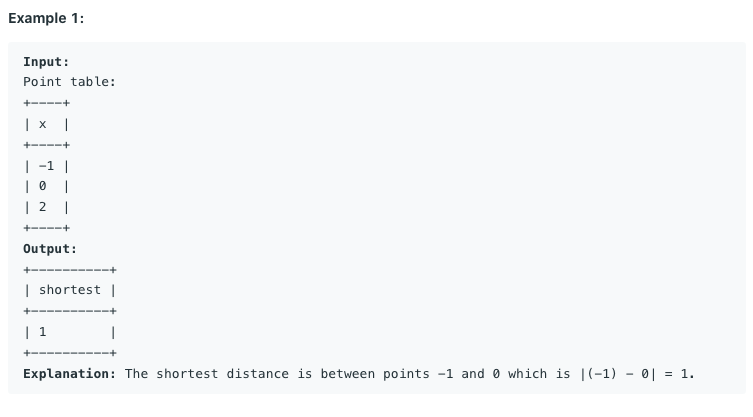 Example 1:
Input:
Point table:
+----+
| x  |
+----+
| -1 |
| 0  |
| 2  |
+----+
Output:
+----------+
| shortest |
+----------+
| 1        |
+----------+
Explanation: The shortest distance is between points -1 and 0 which is |(-1) - 0| = 1.